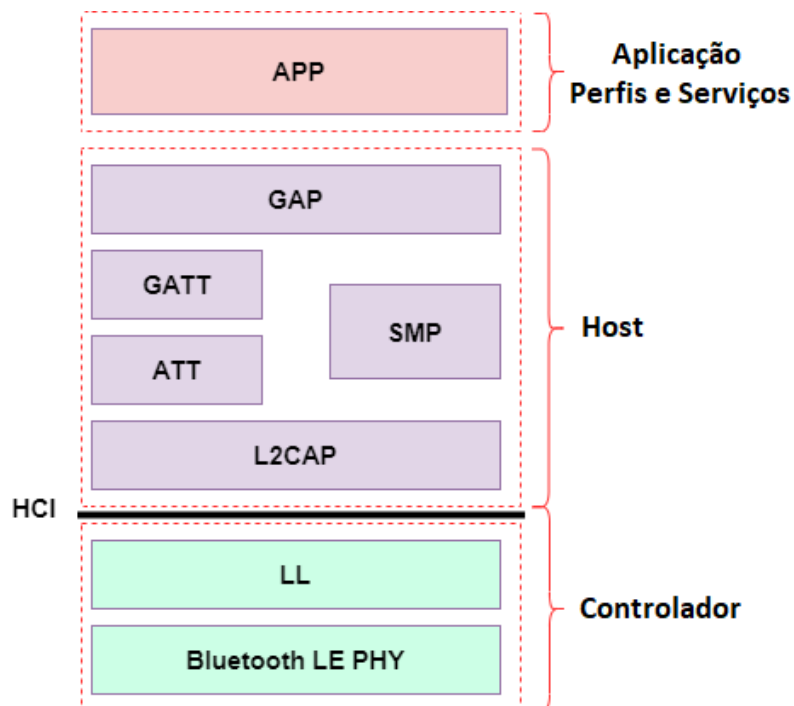 APP
Aplicação
Perfis e Serviços
GAP
GATT
SMP
ATT
Host
L2CAP
HCI
LL
Controlador
Bluetooth LE PHY